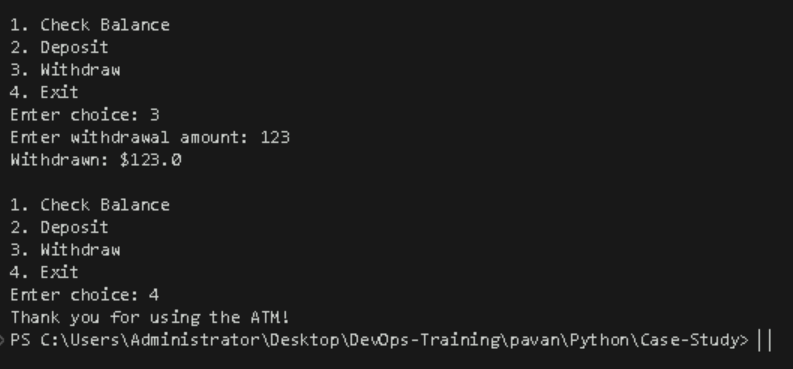 1. Check Balance
2. Deposit
3. Withdraw
4. Exit
Enter choice: 3
Enter withdrawal amount: 123
Withdrawn: $123.0
1. Check Balance
2. Deposit
3. Withdraw
4. Exit
Enter choice: 4
Thank you for using the ATM!
PS C:\Users\Administrator\Desktop\DevOps-Training\pavan\Python\Case-Study>